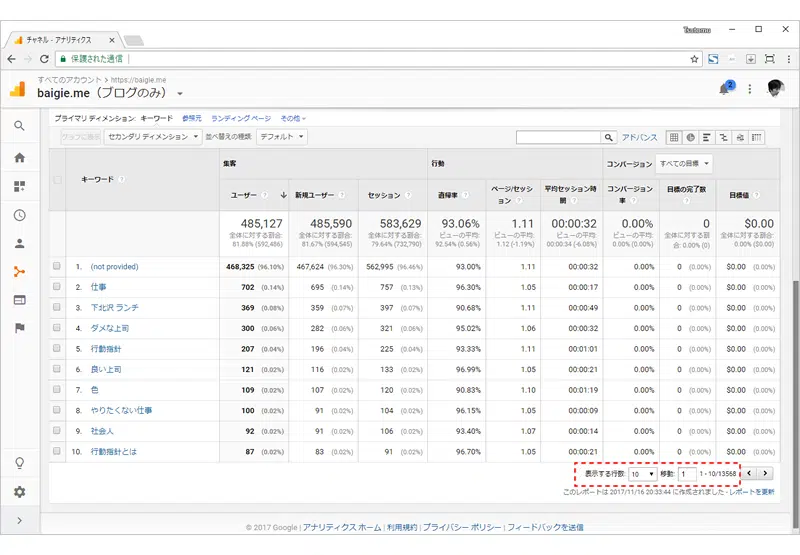 Tsutomu
チャネル - アナリティクス
保護された通信
すべてのアカウント > https://baigie.me
baigie.me（ブログのみ）
2
プライマリ ディメンション: キーワード 参照元 ランディング ページ その他
グラフに表示 セカンダリ ディメンション 並べ替えの種類: デフォルト アドバンス
キーワード 集客 行動 コンバージョン すべての目標
ユーザー 新規ユーザー セッション 直帰率 ページ/セッション 平均セッション時間 コンバージョン率 目標の完了数 目標値
485,127 485,590 583,629 93.06% 1.11 00:00:32 0.00% 0 $0.00
全体に対する割合: 全体に対する割合: 全体に対する割合: ビューの平均: ビューの平均: ビューの平均: ビューの平均: 全体に対する割合: 全体に対する割合:
81.88% (592,486) 81.67% (594,545) 79.64% (732,790) 92.54% (0.56%) 1.12 (-1.19%) 00:00:34 (-6.08%) 0.00% (0.00%) 0.00% (0) 0.00% ($0.00)
1. (not provided) 468,325 (96.10%) 467,624 (96.30%) 562,995 (96.46%) 93.00% 1.11 00:00:32 0.00% 0 (0.00%) $0.00 (0.00%)
2. 仕事 702 (0.14%) 695 (0.14%) 757 (0.13%) 96.30% 1.05 00:00:17 0.00% 0 (0.00%) $0.00 (0.00%)
3. 下北沢 ランチ 369 (0.08%) 359 (0.07%) 397 (0.07%) 90.68% 1.11 00:00:49 0.00% 0 (0.00%) $0.00 (0.00%)
4. ダメな上司 300 (0.06%) 282 (0.06%) 321 (0.06%) 95.02% 1.06 00:00:32 0.00% 0 (0.00%) $0.00 (0.00%)
5. 行動指針 207 (0.04%) 196 (0.04%) 225 (0.04%) 93.33% 1.11 00:01:01 0.00% 0 (0.00%) $0.00 (0.00%)
6. 良い上司 121 (0.02%) 116 (0.02%) 133 (0.02%) 96.99% 1.05 00:00:21 0.00% 0 (0.00%) $0.00 (0.00%)
7. 色 109 (0.02%) 107 (0.02%) 120 (0.02%) 90.83% 1.10 00:01:19 0.00% 0 (0.00%) $0.00 (0.00%)
8. やりたくない仕事 100 (0.02%) 91 (0.02%) 104 (0.02%) 96.15% 1.05 00:00:09 0.00% 0 (0.00%) $0.00 (0.00%)
9. 社会人 92 (0.02%) 91 (0.02%) 106 (0.02%) 93.40% 1.07 00:00:14 0.00% 0 (0.00%) $0.00 (0.00%)
10. 行動指針とは 87 (0.02%) 83 (0.02%) 91 (0.02%) 96.70% 1.05 00:00:21 0.00% 0 (0.00%) $0.00 (0.00%)
表示する行数: 10 移動: 1 1 - 10/13568
このレポートは 2017/11/16 20:33:44 に作成されました - レポートを更新
© 2017 Google | アナリティクス ホーム | 利用規約 | プライバシー ポリシー | フィードバックを送信